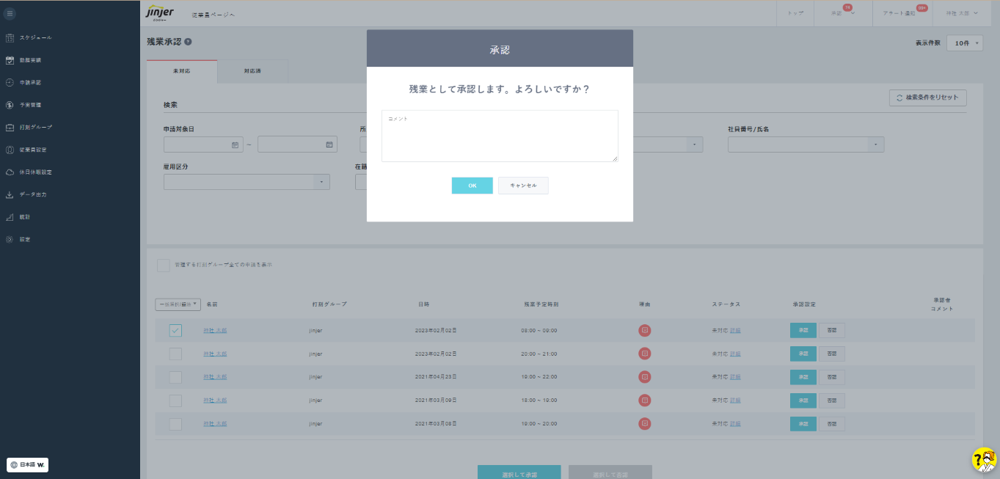 jinjer
ジンジャー
従業員ページへ
トップ
承認
74
アラート通知
99+
神社 太郎
スケジュール
勤務実績
申請承認
予実管理
打刻グループ
従業員設定
休日休暇設定
データ出力
統計
設定
日本語 W.
残業承認 ?
表示件数 10件
未対応
対応済
検索
検索条件をリセット
申請対象日
~
所
社員番号/氏名
雇用区分
在籍
承認
残業として承認します。よろしいですか？
コメント
OK
キャンセル
管理する打刻グループ全ての申請を表示
一括選択/解除 名前 打刻グループ 日時 残業予定時刻 理由 ステータス 承認設定 承認者
コメント
神社 太郎 jinjer 2023年02月02日 08:00 ~ 09:00 未対応 詳細 承認 否認
神社 太郎 jinjer 2023年02月02日 20:00 ~ 21:00 未対応 詳細 承認 否認
神社 太郎 jinjer 2021年04月23日 19:00 ~ 22:00 未対応 詳細 承認 否認
神社 太郎 jinjer 2021年03月09日 18:00 ~ 19:00 未対応 詳細 承認 否認
神社 太郎 jinjer 2021年03月08日 19:00 ~ 20:00 未対応 詳細 承認 否認
選択して承認
選択して否認
?